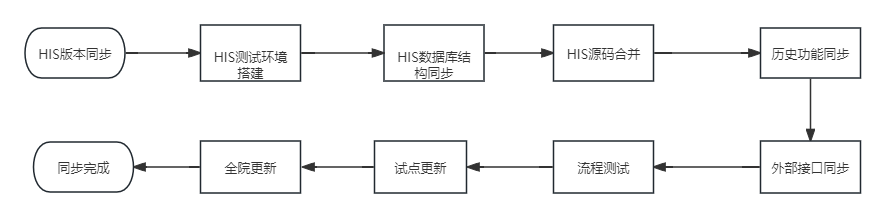 HIS版本同步
HIS测试环境
搭建
HIS数据库结
构同步
HIS源码合并
历史功能同步
外部接口同步
流程测试
试点更新
全院更新
同步完成